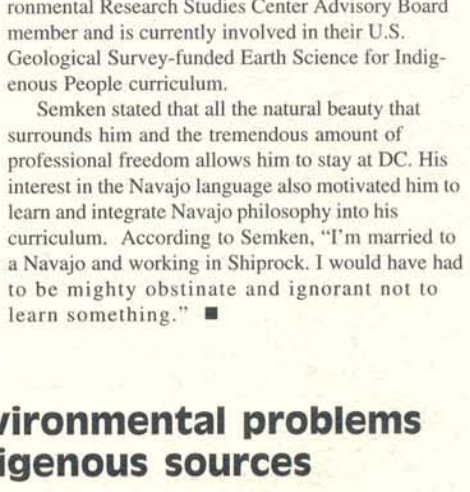 ronmental Research Studies Center Advisory Board
member and is currently involved in their U.S.
Geological Survey-funded Earth Science for Indig-
enous People curriculum.
Semken stated that all the natural beauty that
surrounds him and the tremendous amount of
professional freedom allows him to stay at DC. His
interest in the Navajo language also motivated him to
learn and integrate Navajo philosophy into his
curriculum. According to Semken, “I'm married to
a Navajo and working in Shiprock. I would have had
to be mighty obstinate and ignorant not to
learn something.” ■
vironmental problems
igenous sources